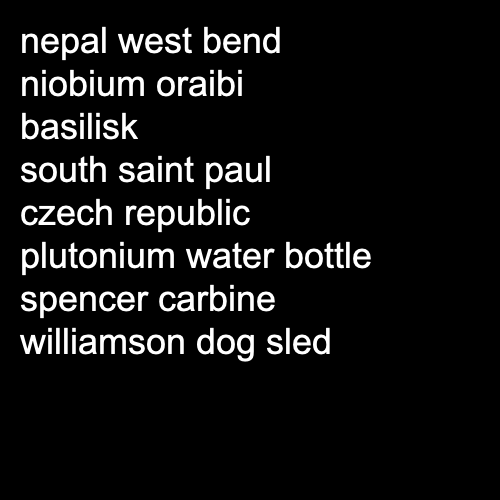 nepal west bend
niobium oraibi
basilisk
south saint paul
czech republic
plutonium water bottle
spencer carbine
williamson dog sled